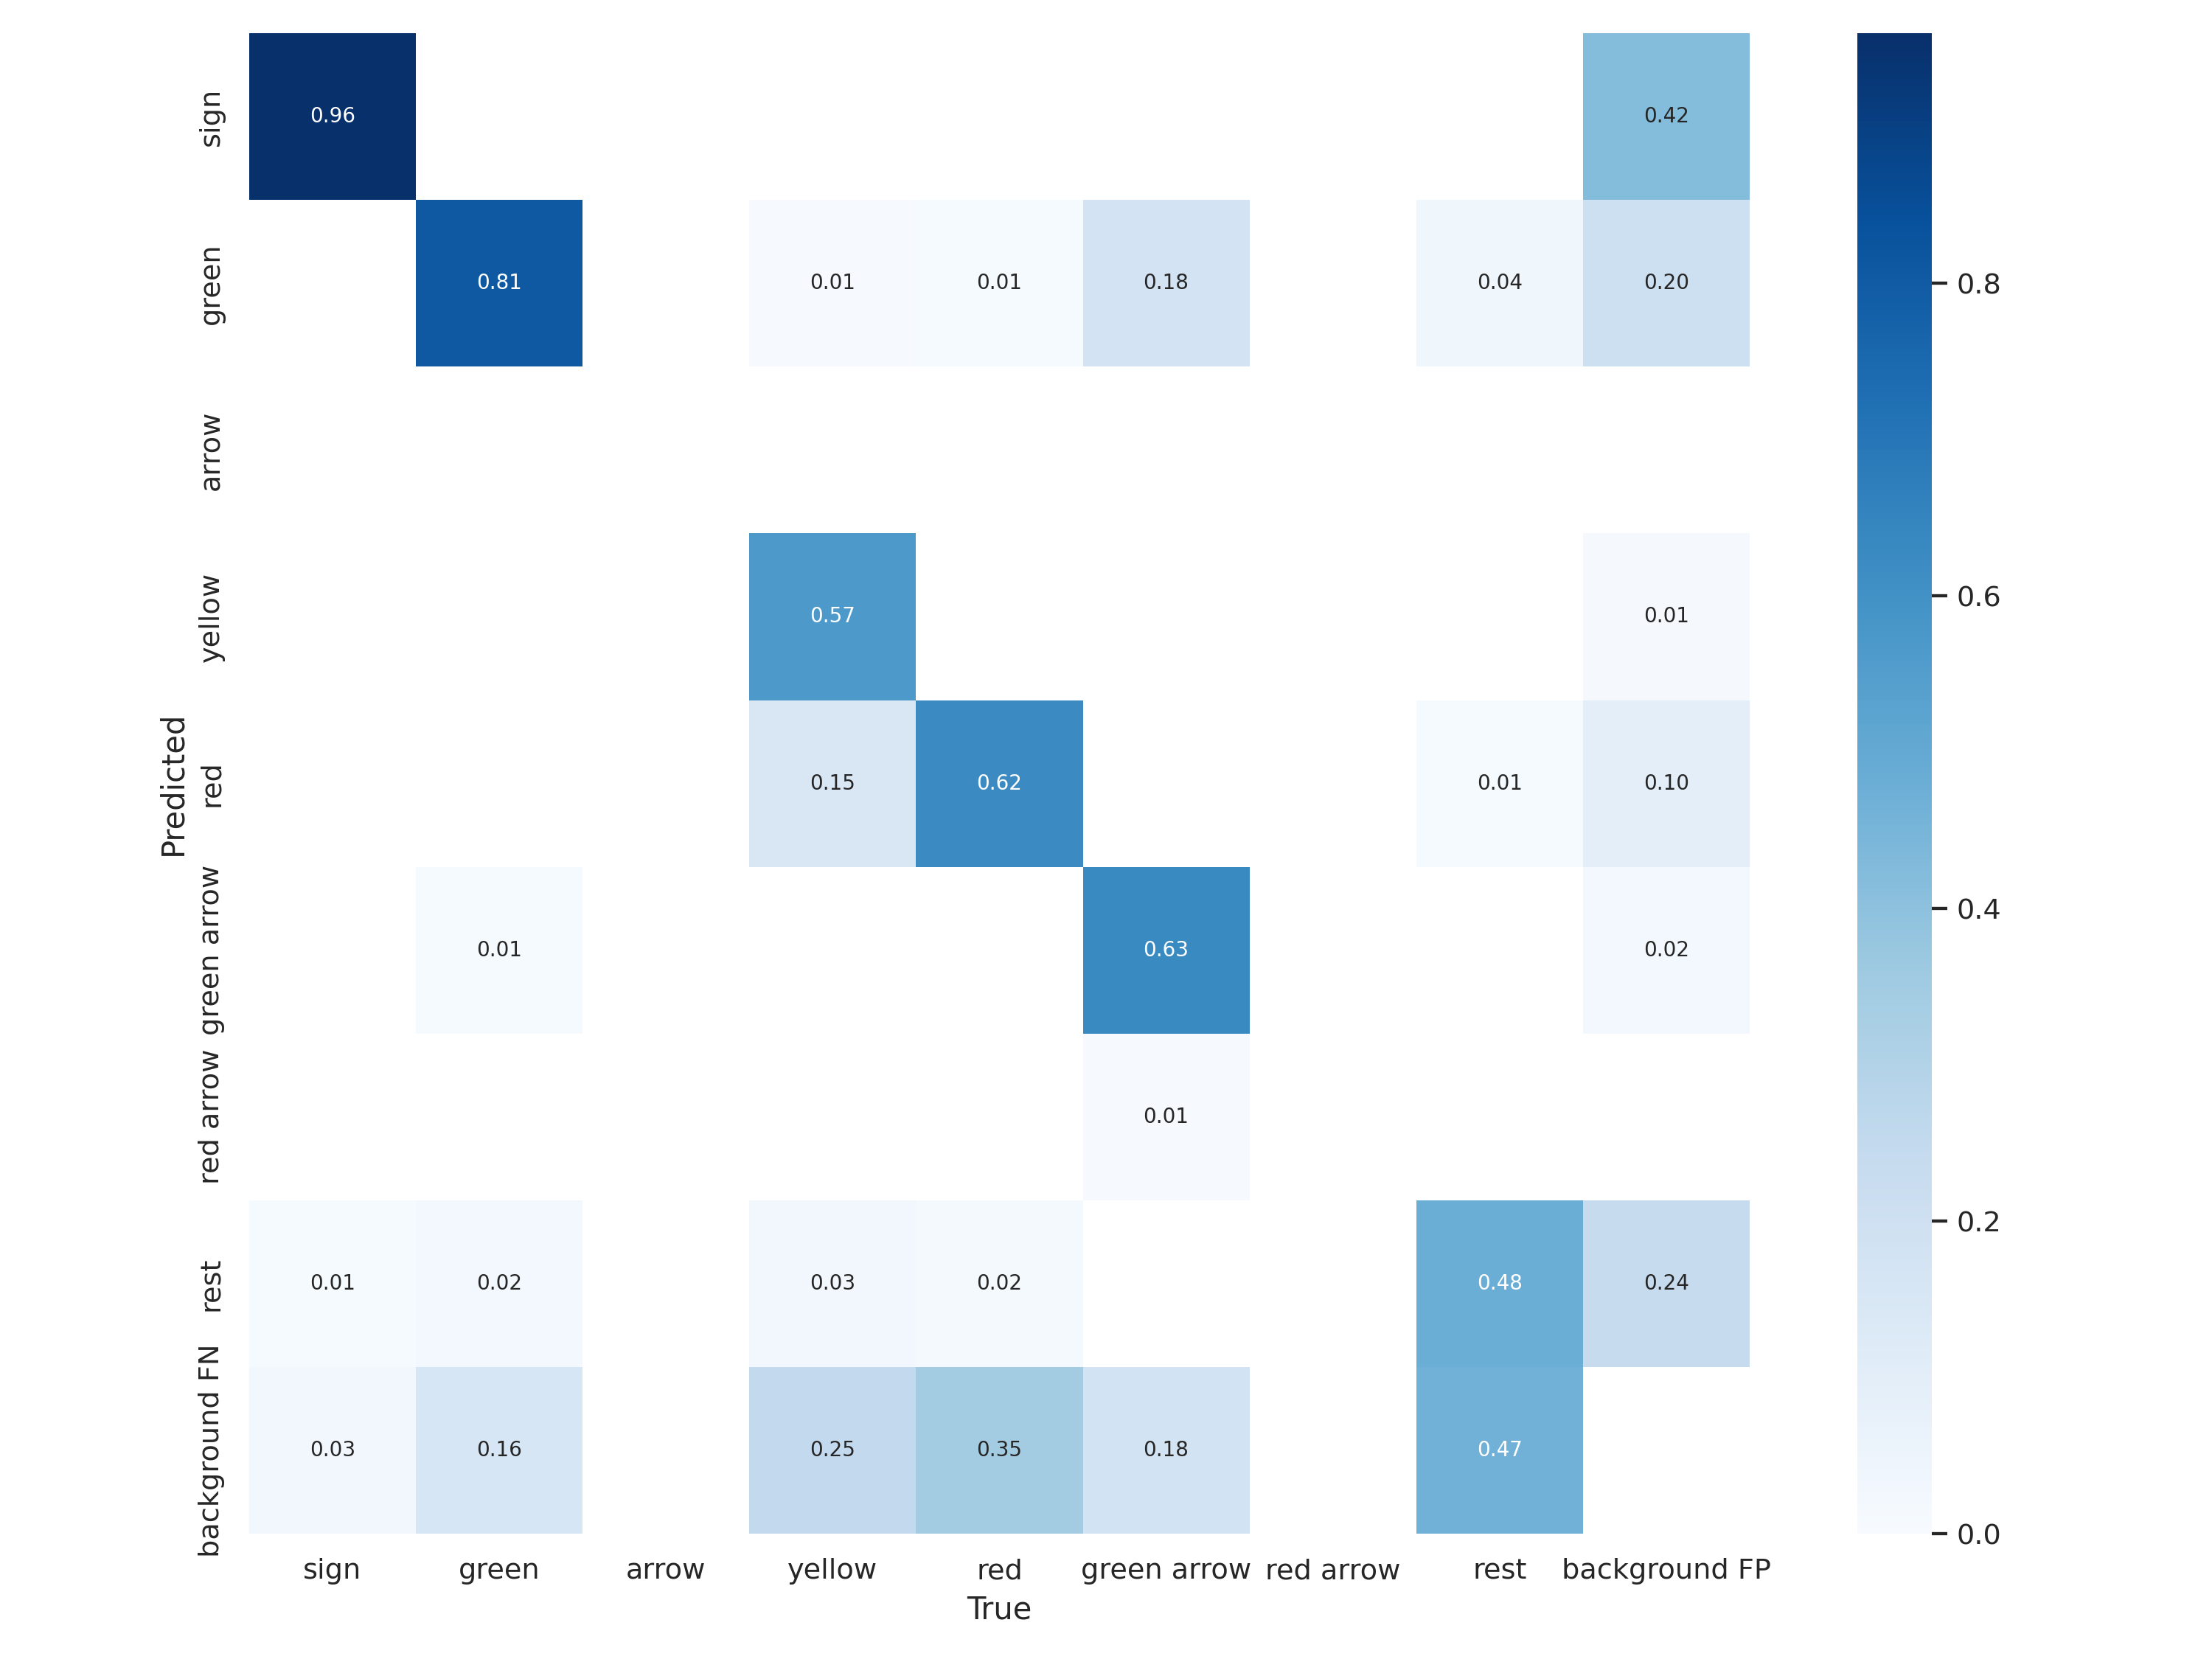 Predicted
sign
0.96
0.42
green
0.81
0.01
0.01
0.18
0.04
0.20
arrow
yellow
0.57
0.01
red
0.15
0.62
0.01
0.10
green arrow
0.01
0.63
0.02
red arrow
0.01
rest
0.01
0.02
0.03
0.02
0.48
0.24
background FN
0.03
0.16
0.25
0.35
0.18
0.47
sign
green
arrow
yellow
red
green arrow
red arrow
rest
background FP
True
0.8
0.6
0.4
0.2
0.0